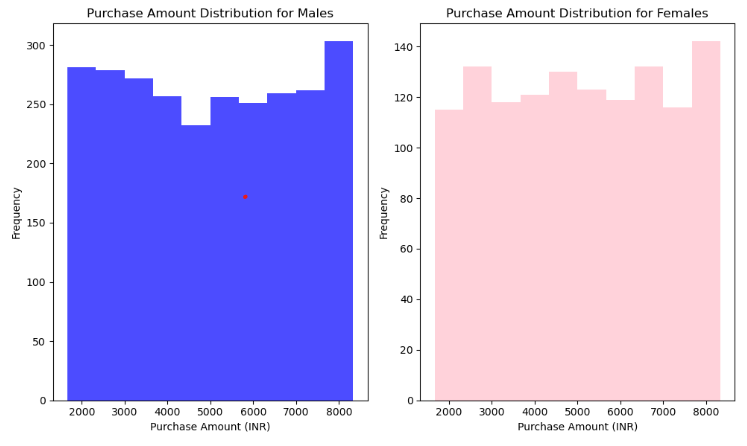 Purchase Amount Distribution for Males
300
250
200
150
100
50
0
Frequency
2000 3000 4000 5000 6000 7000 8000
Purchase Amount (INR)
Purchase Amount Distribution for Females
140
120
100
80
60
40
20
0
Frequency
2000 3000 4000 5000 6000 7000 8000
Purchase Amount (INR)